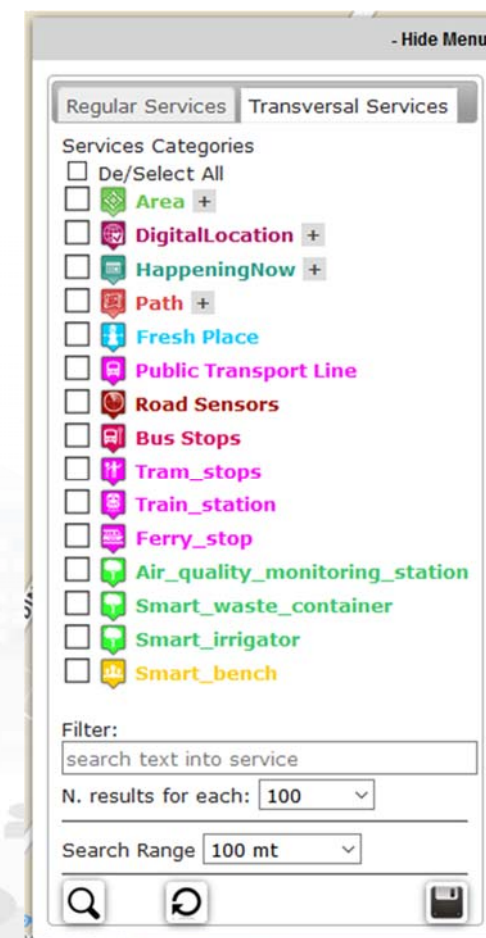 - Hide Menu
Regular Services Transversal Services
Services Categories
De/Select All
Area +
DigitalLocation +
HappeningNow +
Path +
Fresh Place
Public Transport Line
Road Sensors
Bus Stops
Tram_stops
Train_station
Ferry_stop
Air_quality_monitoring_station
Smart_waste_container
Smart_irrigator
Smart_bench
Filter:
search text into service
N. results for each: 100
Search Range 100 mt